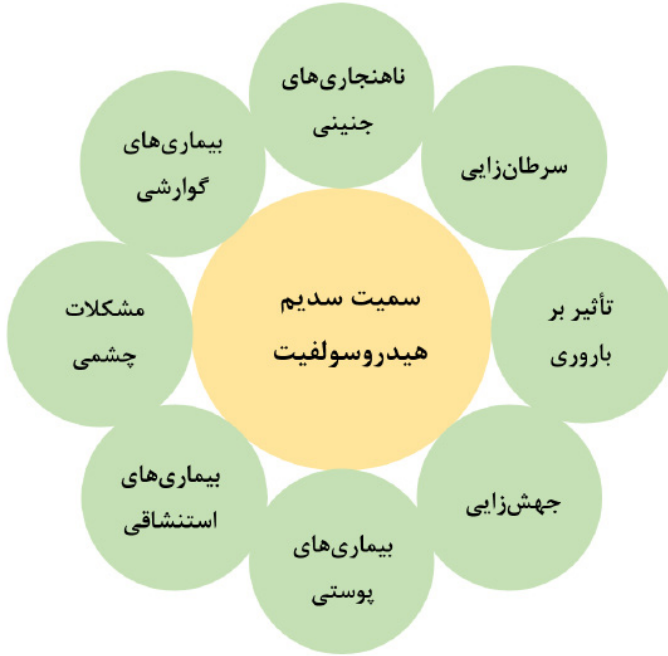 سمیت سدیم
هیدروسولفیت
ناهنجاری‌های
جنینی
سرطان‌زایی
تأثیر بر
باروری
جهش‌زایی
بیماری‌های
پوستی
بیماری‌های
استنشاقی
مشکلات
چشمی
بیماری‌های
گوارشی